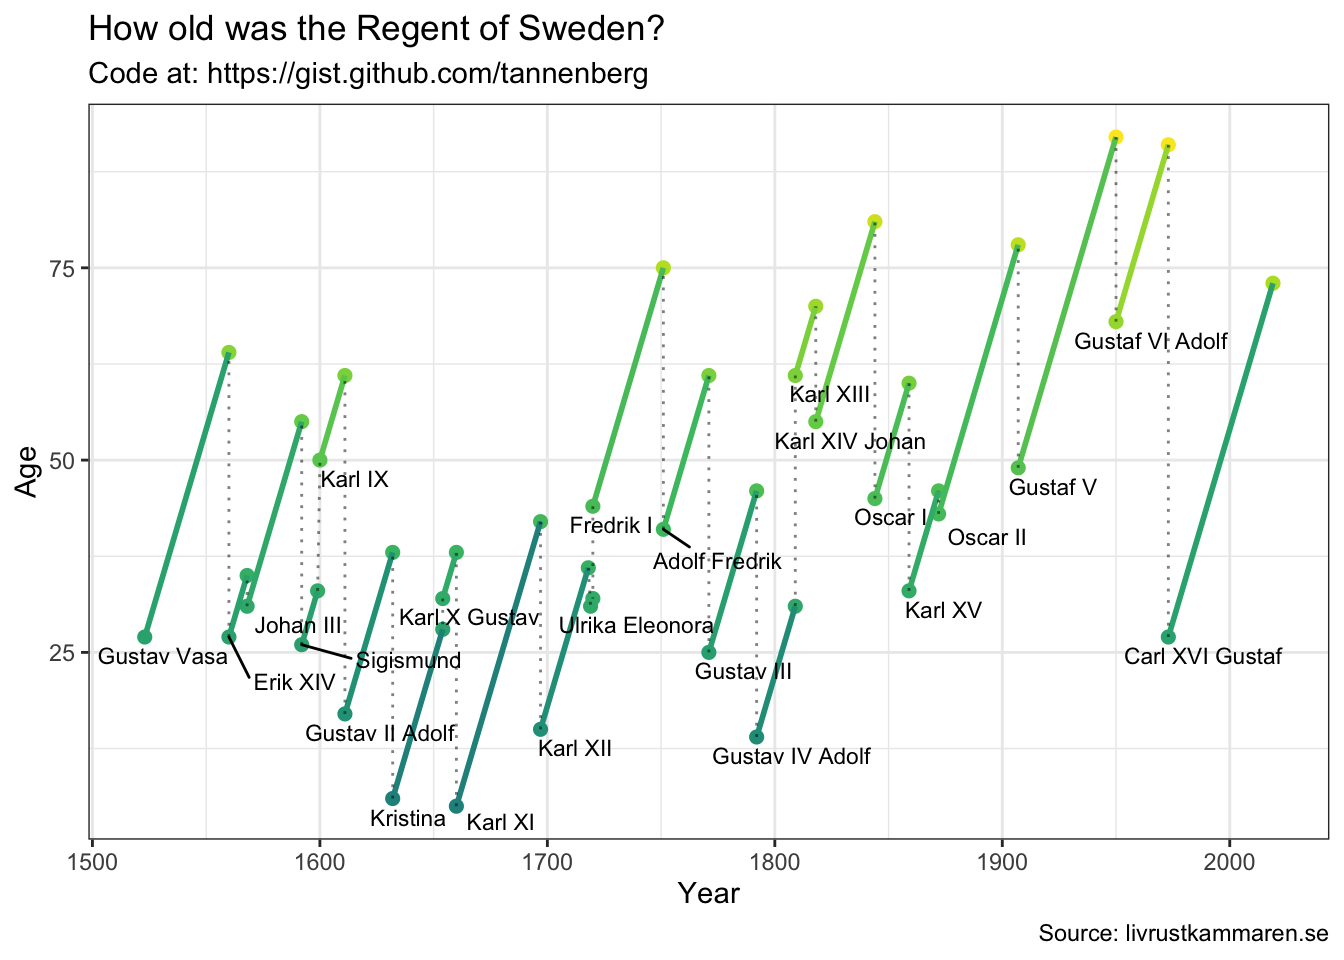 How old was the Regent of Sweden?
Code at: https://gist.github.com/tannenberg
Age
75
50
25
Gustav Vasa
Erik XIV
Johan III
Sigismund
Karl IX
Gustav II Adolf
Kristina
Karl X Gustav
Karl XI
Karl XII
Ulrika Eleonora
Fredrik I
Adolf Fredrik
Gustav III
Gustav IV Adolf
Karl XIII
Karl XIV Johan
Oscar I
Karl XV
Oscar II
Gustaf V
Gustaf VI Adolf
Carl XVI Gustaf
1500 1600 1700 1800 1900 2000
Year
Source: livrustkammaren.se